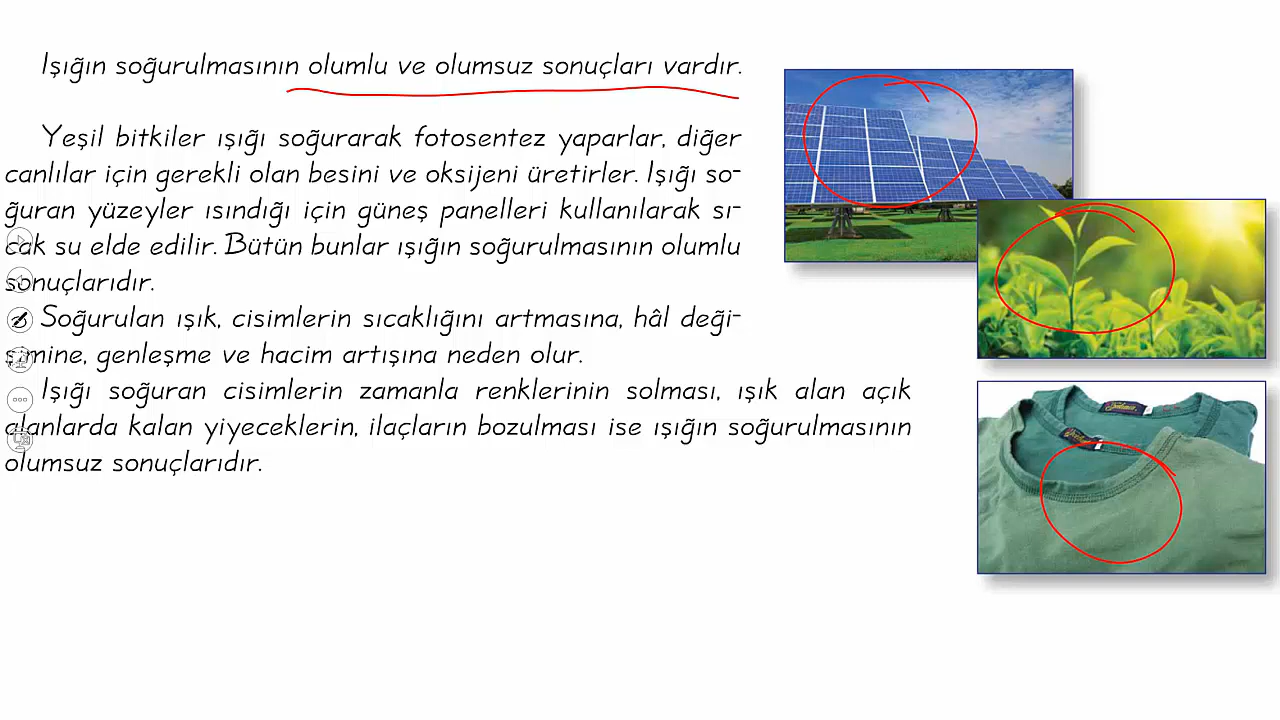 Işığın soğurulmasının olumlu ve olumsuz sonuçları vardır.
Yeşil bitkiler ışığı soğurarak fotosentez yaparlar, diğer
canlılar için gerekli olan besini ve oksijeni üretirler. Işığı so-
ğuran yüzeyler ısındığı için güneş panelleri kullanılarak sı-
cak su elde edilir. Bütün bunlar ışığın soğurulmasının olumlu
sonuçlarıdır.
Soğurulan ışık, cisimlerin sıcaklığını artmasına, hâl deği-
şimine, genleşme ve hacim artışına neden olur.
Işığı soğuran cisimlerin zamanla renklerinin solması, ışık alan açık
alanlarda kalan yiyeceklerin, ilaçların bozulması ise ışığın soğurulmasının
olumsuz sonuçlarıdır.